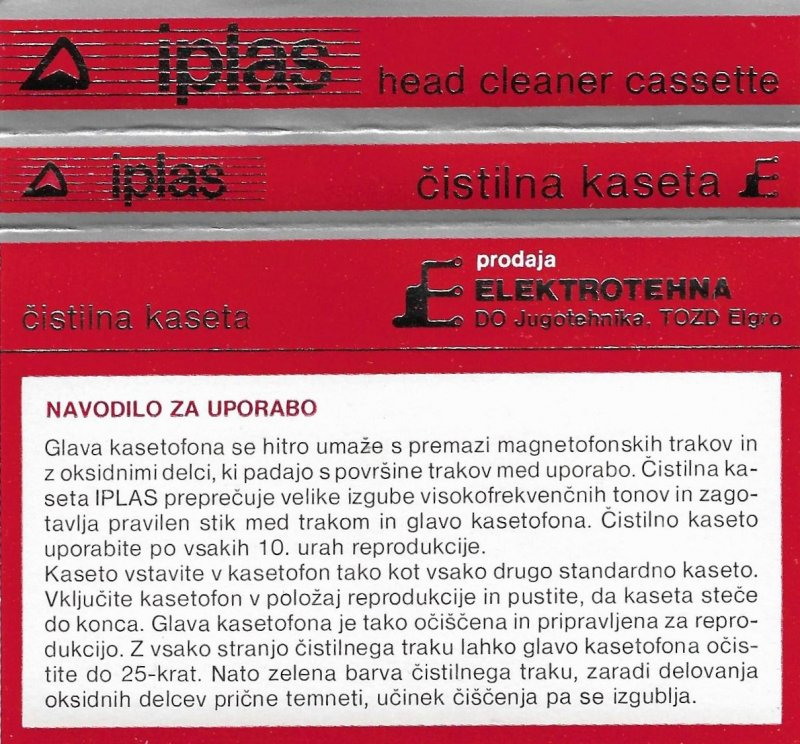 iplas
head cleaner cassette
iplas
čistilna kaseta
čistilna kaseta
prodaja
ELEKTROTEHNA
DO Jugotehnika, TOZD Elgro
NAVODILO ZA UPORABO
Glava kasetofona se hitro umaže s premazi magnetofonskih trakov in
z oksidnimi delci, ki padajo s površine trakov med uporabo. Čistilna ka-
seta IPLAS preprečuje velike izgube visokofrekvenčnih tonov in zago-
tavlja pravilen stik med trakom in glavo kasetofona. Čistilno kaseto
uporabite po vsakih 10. urah reprodukcije.
Kaseto vstavite v kasetofon tako kot vsako drugo standardno kaseto.
Vključite kasetofon v položaj reprodukcije in pustite, da kaseta steče
do konca. Glava kasetofona je tako očiščena in pripravljena za repro-
dukcijo. Z vsako stranjo čistilnega traku lahko glavo kasetofona očis-
tite do 25-krat. Nato zelena barva čistilnega traku, zaradi delovanja
oksidnih delcev prične temneti, učinek čiščenja pa se izgublja.